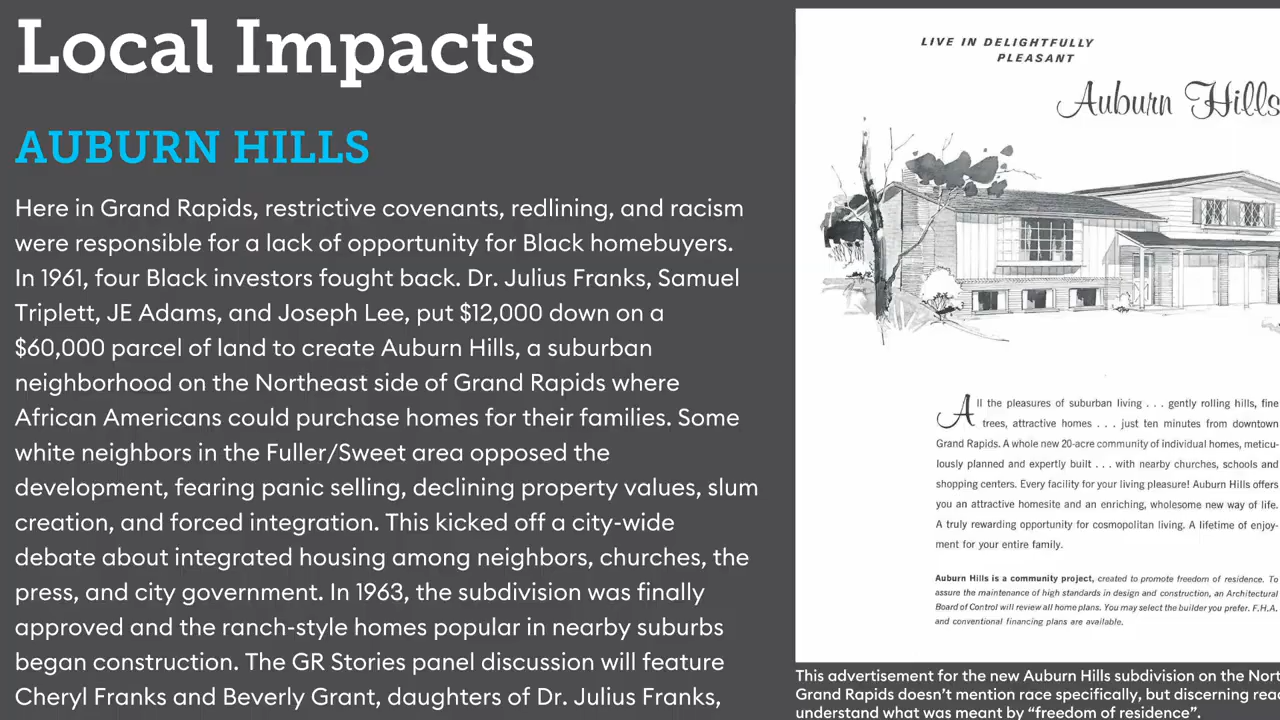 Local Impacts
AUBURN HILLS
Here in Grand Rapids, restrictive covenants, redlining, and racism
were responsible for a lack of opportunity for Black homebuyers.
In 1961, four Black investors fought back. Dr. Julius Franks, Samuel
Triplett, JE Adams, and Joseph Lee, put $12,000 down on a
$60,000 parcel of land to create Auburn Hills, a suburban
neighborhood on the Northeast side of Grand Rapids where
African Americans could purchase homes for their families. Some
white neighbors in the Fuller/Sweet area opposed the
development, fearing panic selling, declining property values, slum
creation, and forced integration. This kicked off a city-wide
debate about integrated housing among neighbors, churches, the
press, and city government. In 1963, the subdivision was finally
approved and the ranch-style homes popular in nearby suburbs
began construction. The GR Stories panel discussion will feature
Cheryl Franks and Beverly Grant, daughters of Dr. Julius Franks,
LIVE IN DELIGHTFULLY
PLEASANT
Auburn Hills
All the pleasures of suburban living . . . gently rolling hills, fine
trees, attractive homes . . . just ten minutes from downtown
Grand Rapids. A whole new 20-acre community of individual homes, meticu-
lously planned and expertly built . . . with nearby churches, schools and
shopping centers. Every facility for your living pleasure! Auburn Hills offers
you an attractive homesite and an enriching, wholesome new way of life.
A truly rewarding opportunity for cosmopolitan living. A lifetime of enjoy-
ment for your entire family.
Auburn Hills is a community project, created to promote freedom of residence. To
assure the maintenance of high standards in design and construction, an Architectural
Board of Control will review all home plans. You may select the builder you prefer. F.H.A.
and conventional financing plans are available.
This advertisement for the new Auburn Hills subdivision on the Nort
Grand Rapids doesn't mention race specifically, but discerning rea
understand what was meant by "freedom of residence".